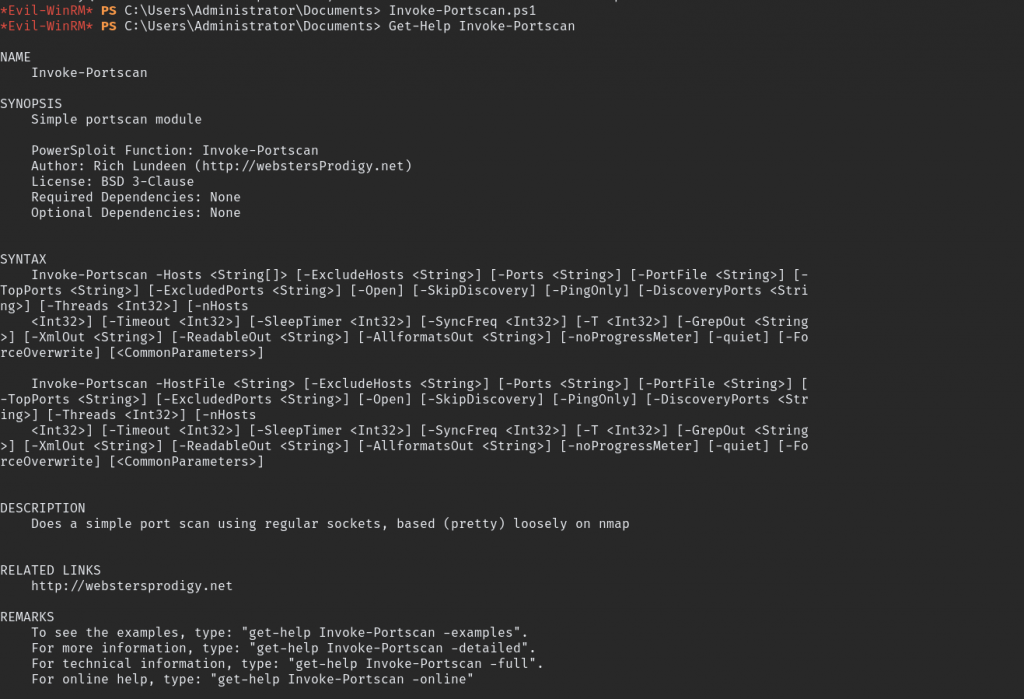 *Evil-WinRM* PS C:\Users\Administrator\Documents> Invoke-Portscan.ps1
*Evil-WinRM* PS C:\Users\Administrator\Documents> Get-Help Invoke-Portscan
NAME
Invoke-Portscan
SYNOPSIS
Simple portscan module
PowerSploit Function: Invoke-Portscan
Author: Rich Lundeen (http://webstersProdigy.net)
License: BSD 3-Clause
Required Dependencies: None
Optional Dependencies: None
SYNTAX
Invoke-Portscan -Hosts <String[]> [-ExcludeHosts <String>] [-Ports <String>] [-PortFile <String>] [-
TopPorts <String>] [-ExcludedPorts <String>] [-Open] [-SkipDiscovery] [-PingOnly] [-DiscoveryPorts <Stri
ng>] [-Threads <Int32>] [-nHosts
<Int32>] [-Timeout <Int32>] [-SleepTimer <Int32>] [-SyncFreq <Int32>] [-T <Int32>] [-GrepOut <String
>] [-XmlOut <String>] [-ReadableOut <String>] [-AllformatsOut <String>] [-noProgressMeter] [-quiet] [-Fo
rceOverwrite] [<CommonParameters>]
Invoke-Portscan -HostFile <String> [-ExcludeHosts <String>] [-Ports <String>] [-PortFile <String>] [
-TopPorts <String>] [-ExcludedPorts <String>] [-Open] [-SkipDiscovery] [-PingOnly] [-DiscoveryPorts <Str
ing>] [-Threads <Int32>] [-nHosts
<Int32>] [-Timeout <Int32>] [-SleepTimer <Int32>] [-SyncFreq <Int32>] [-T <Int32>] [-GrepOut <String
>] [-XmlOut <String>] [-ReadableOut <String>] [-AllformatsOut <String>] [-noProgressMeter] [-quiet] [-Fo
rceOverwrite] [<CommonParameters>]
DESCRIPTION
Does a simple port scan using regular sockets, based (pretty) loosely on nmap
RELATED LINKS
http://webstersprodigy.net
REMARKS
To see the examples, type: "get-help Invoke-Portscan -examples".
For more information, type: "get-help Invoke-Portscan -detailed".
For technical information, type: "get-help Invoke-Portscan -full".
For online help, type: "get-help Invoke-Portscan -online"